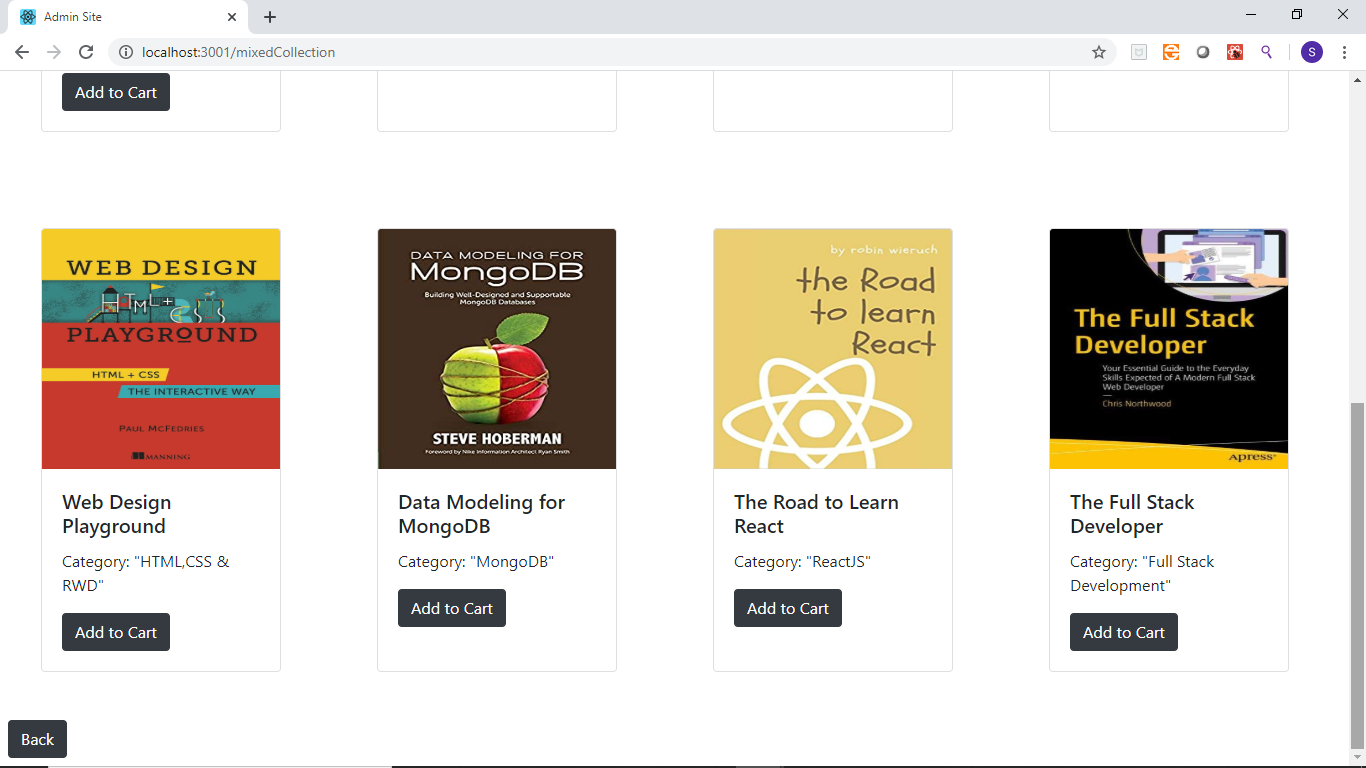 Admin Site
localhost:3001/mixedCollection
S
Add to Cart
WEB DESIGN
HTML+CSS
PLAYGROUND
HTML + CSS
THE INTERACTIVE WAY
PAUL MCFEDRIES
MANNING
DATA MODELING FOR
MongoDB
Building Well-Designed and Supportable
MongoDB Databases
STEVE HOBERMAN
Foreword by Nike Information Architect Ryan Smith
by robin wieruch
the Road
to learn
React
The Full Stack
Developer
Your Essential Guide to the Everyday
Skills Expected of A Modern Full Stack
Web Developer
Chris Northwood
Apress®
Web Design
Playground
Category: "HTML,CSS &
RWD"
Add to Cart
Data Modeling for
MongoDB
Category: "MongoDB"
Add to Cart
The Road to Learn
React
Category: "ReactJS"
Add to Cart
The Full Stack
Developer
Category: "Full Stack
Development"
Add to Cart
Back